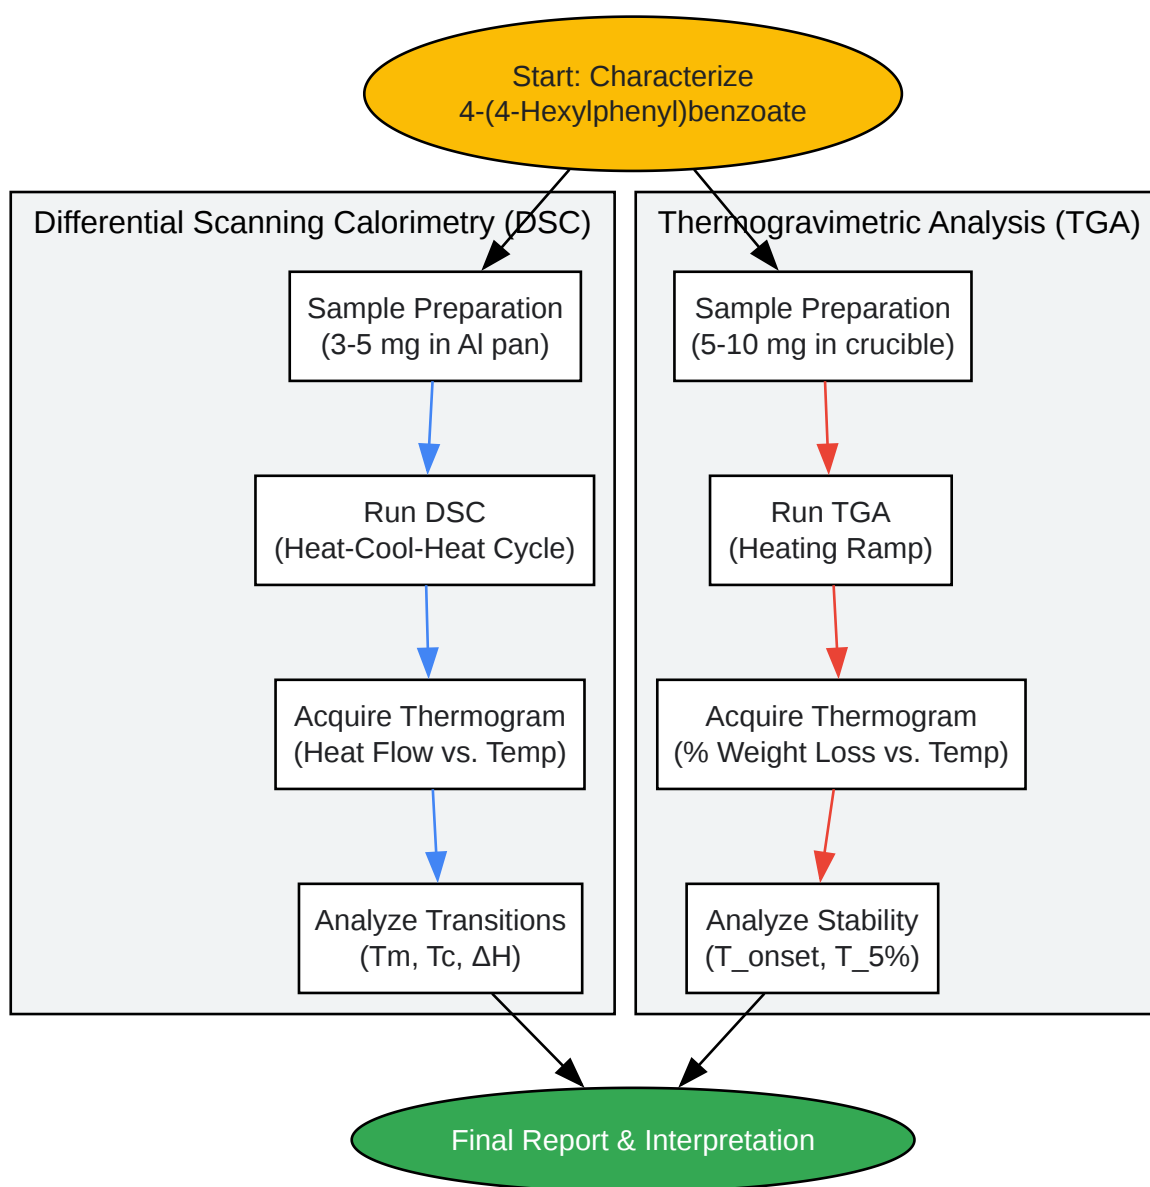 Start: Characterize
4-(4-Hexylphenyl)benzoate
Differential Scanning Calorimetry (DSC)
Sample Preparation
(3-5 mg in Al pan)
Run DSC
(Heat-Cool-Heat Cycle)
Acquire Thermogram
(Heat Flow vs. Temp)
Analyze Transitions
(Tm, Tc, ΔH)
Thermogravimetric Analysis (TGA)
Sample Preparation
(5-10 mg in crucible)
Run TGA
(Heating Ramp)
Acquire Thermogram
(% Weight Loss vs. Temp)
Analyze Stability
(T_onset, T_5%)
Final Report & Interpretation